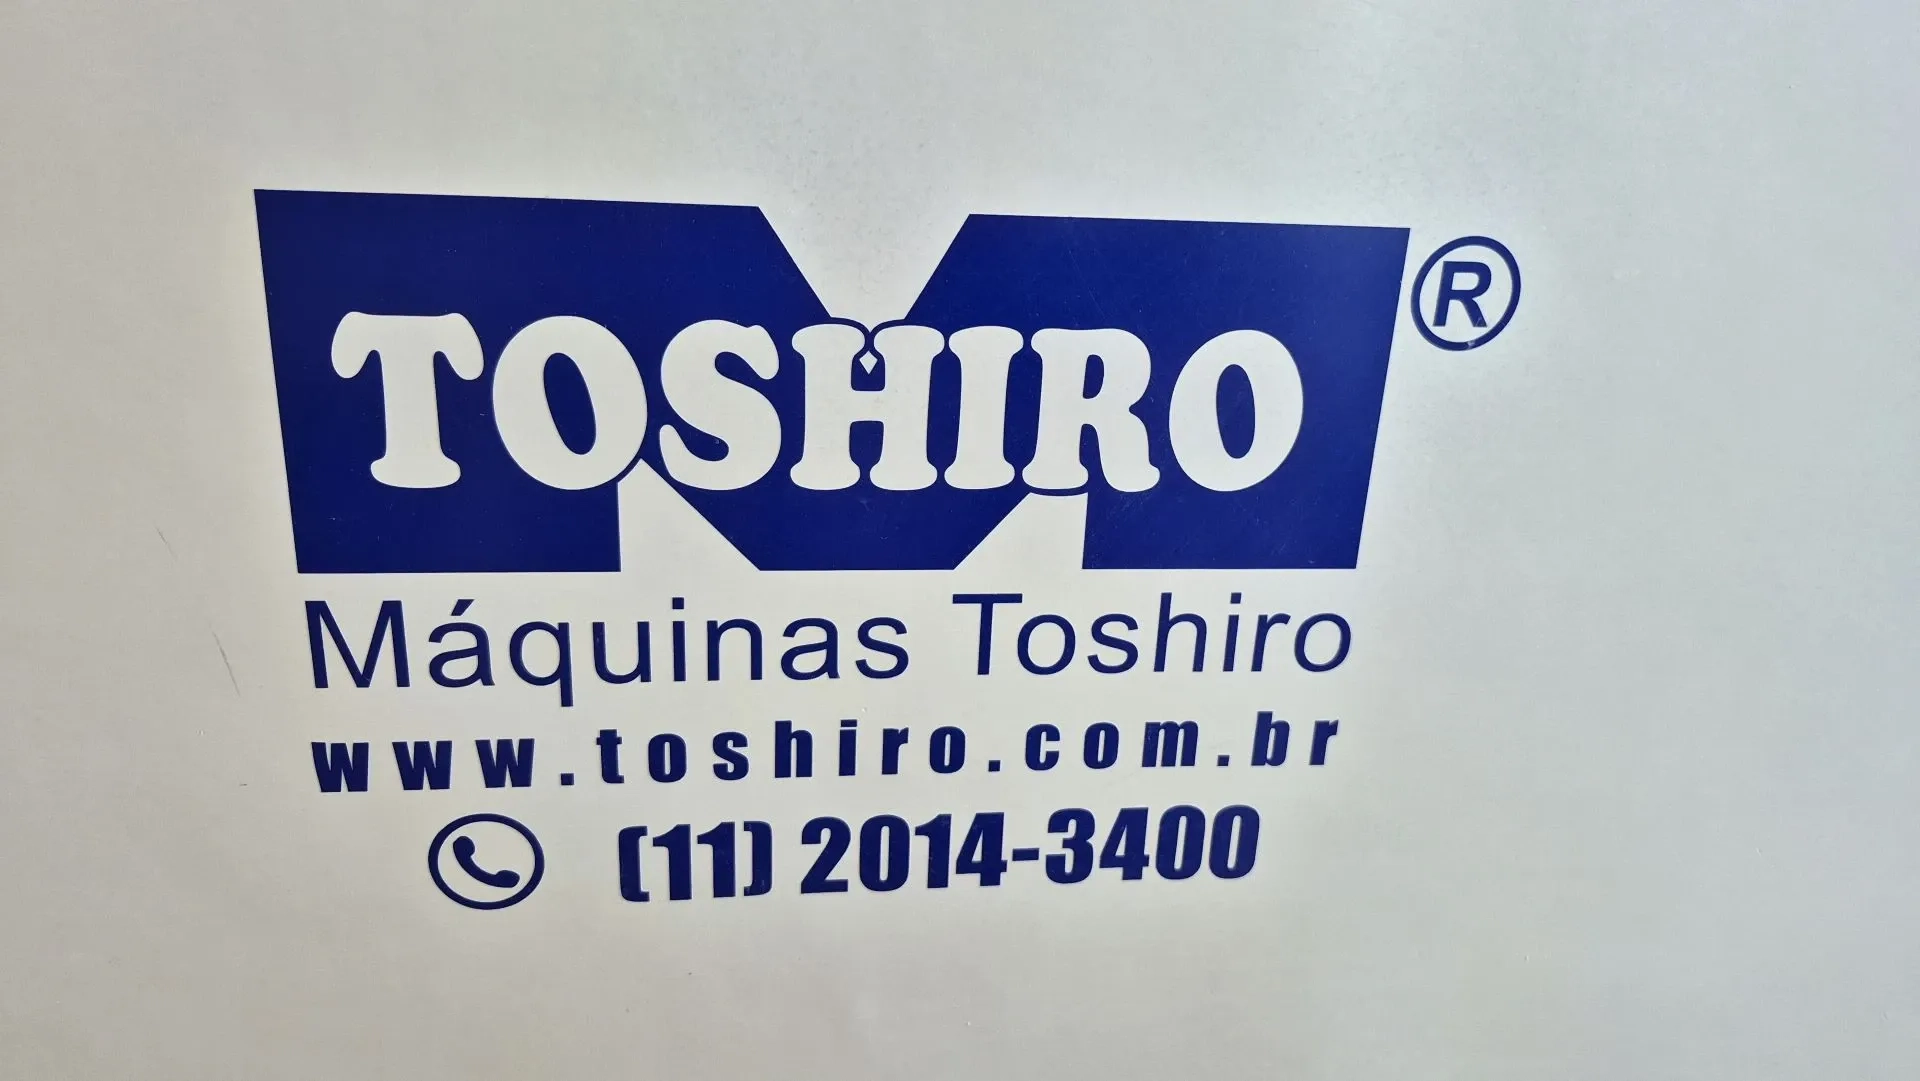 TOSHIRO ®
Máquinas Toshiro
www.toshiro.com.br
(11) 2014-3400